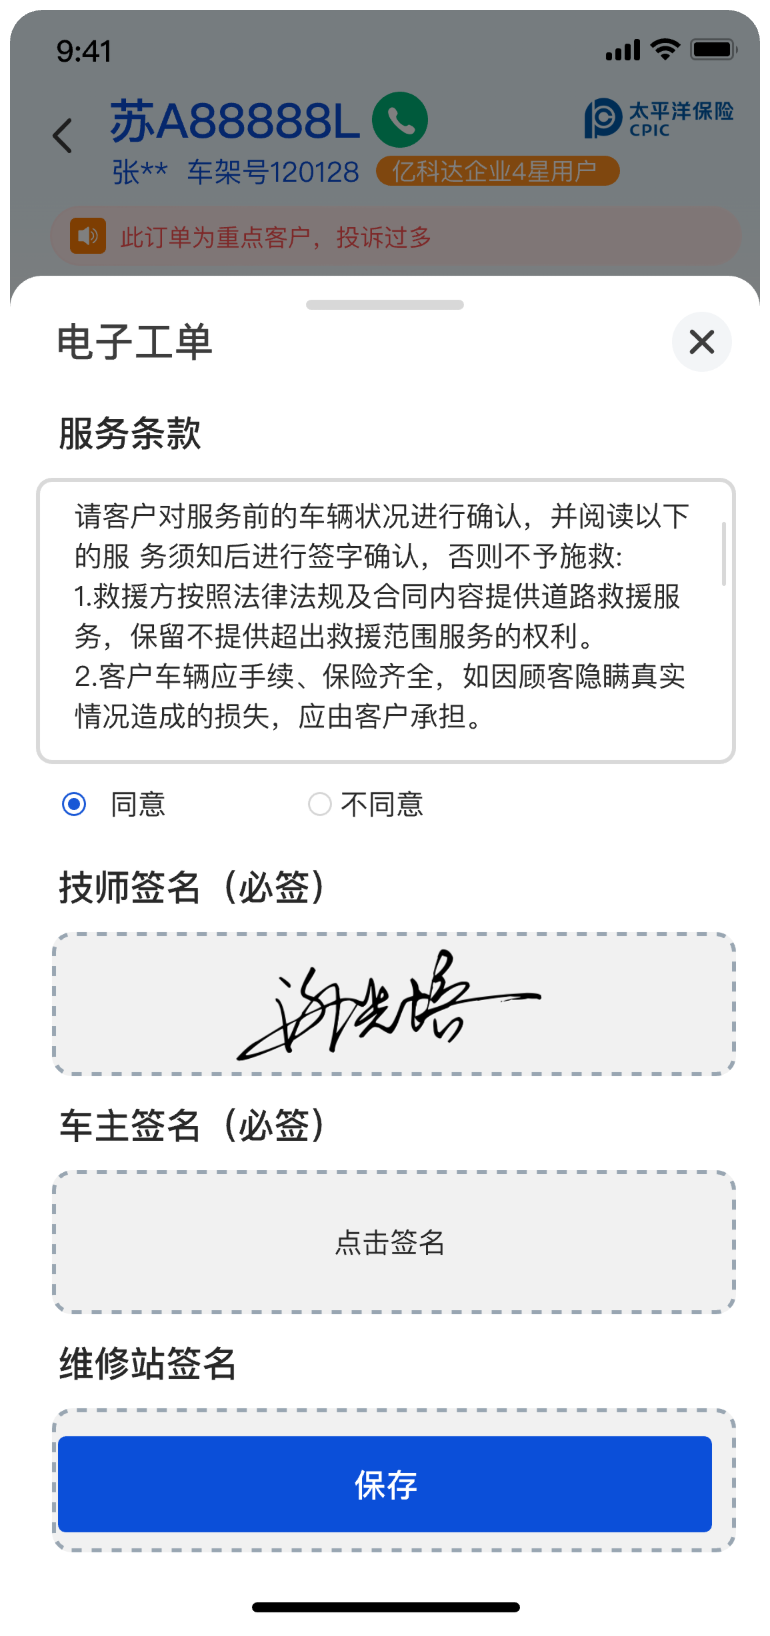 9:41
苏A88888L
太平洋保险
CPIC
张** 车架号120128 亿科达企业4星用户
此订单为重点客户，投诉过多
电子工单
服务条款
请客户对服务前的车辆状况进行确认，并阅读以下
的服 务须知后进行签字确认，否则不予施救:
1.救援方按照法律法规及合同内容提供道路救援服
务，保留不提供超出救援范围服务的权利。
2.客户车辆应手续、保险齐全，如因顾客隐瞒真实
情况造成的损失，应由客户承担。
同意 不同意
技师签名（必签）
车主签名（必签）
点击签名
维修站签名
保存